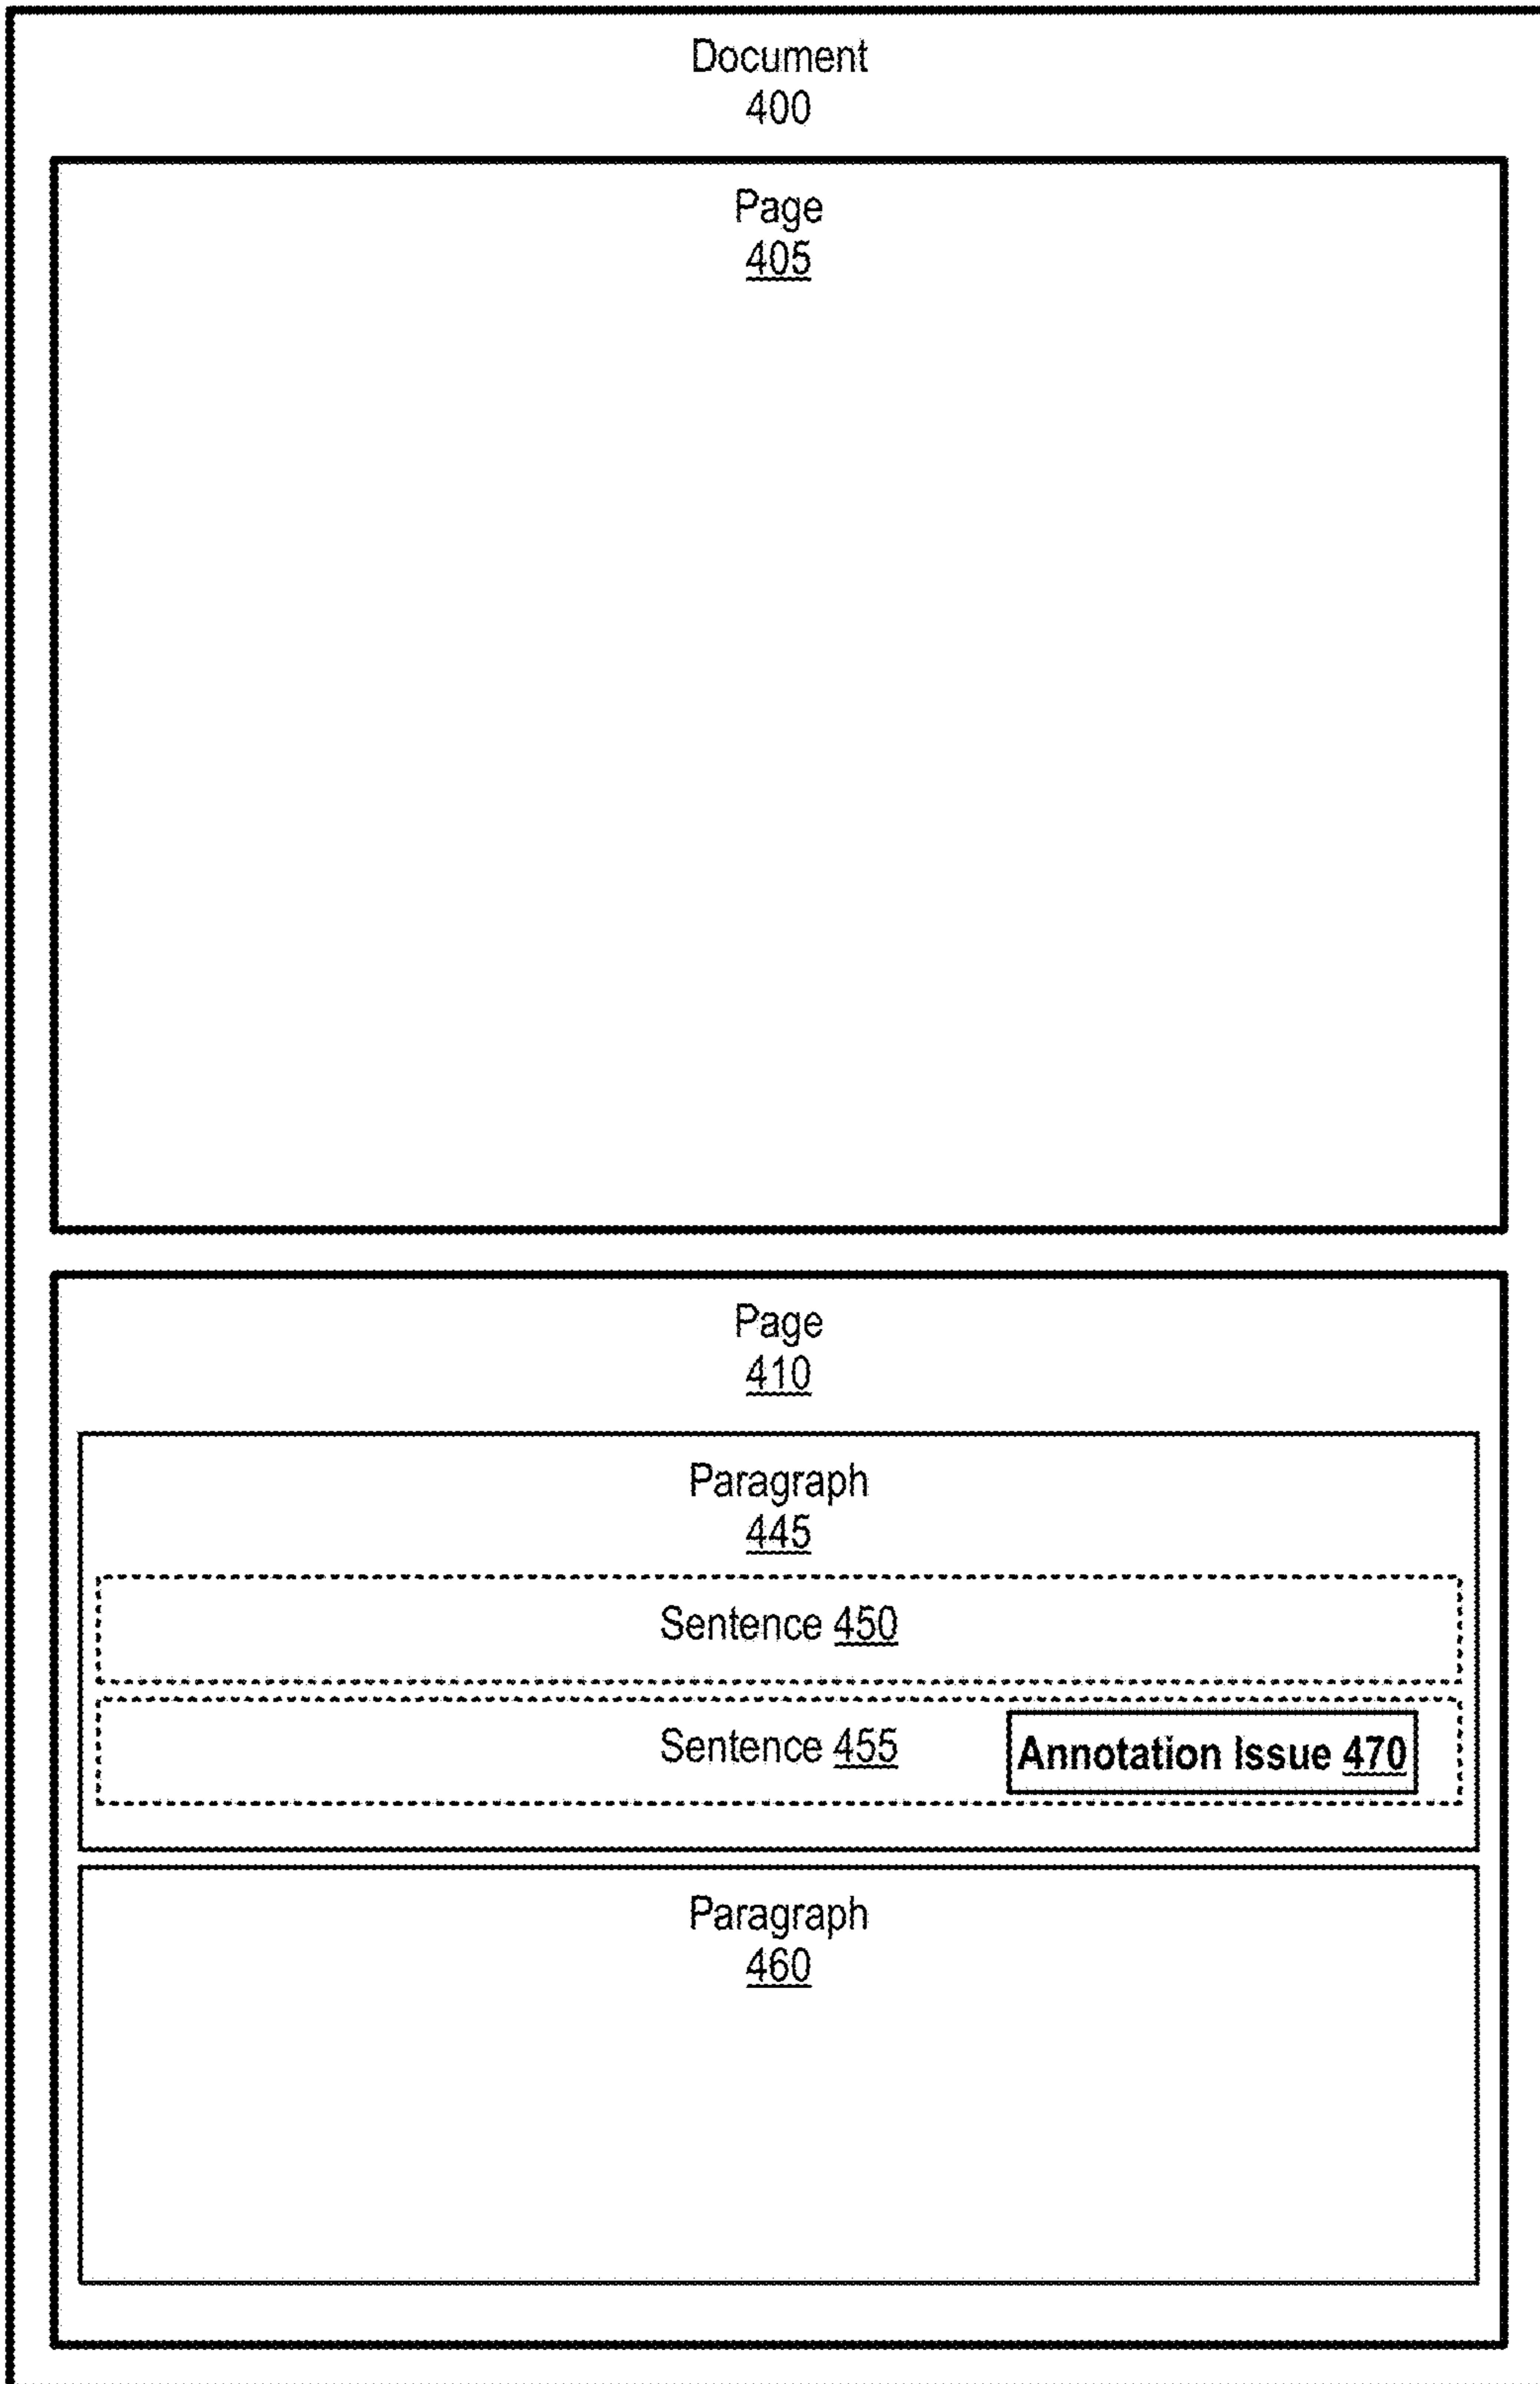 Document
400
Page
405
Page
410
Paragraph
445
Sentence 450
Sentence 455
Annotation Issue 470
Paragraph
460